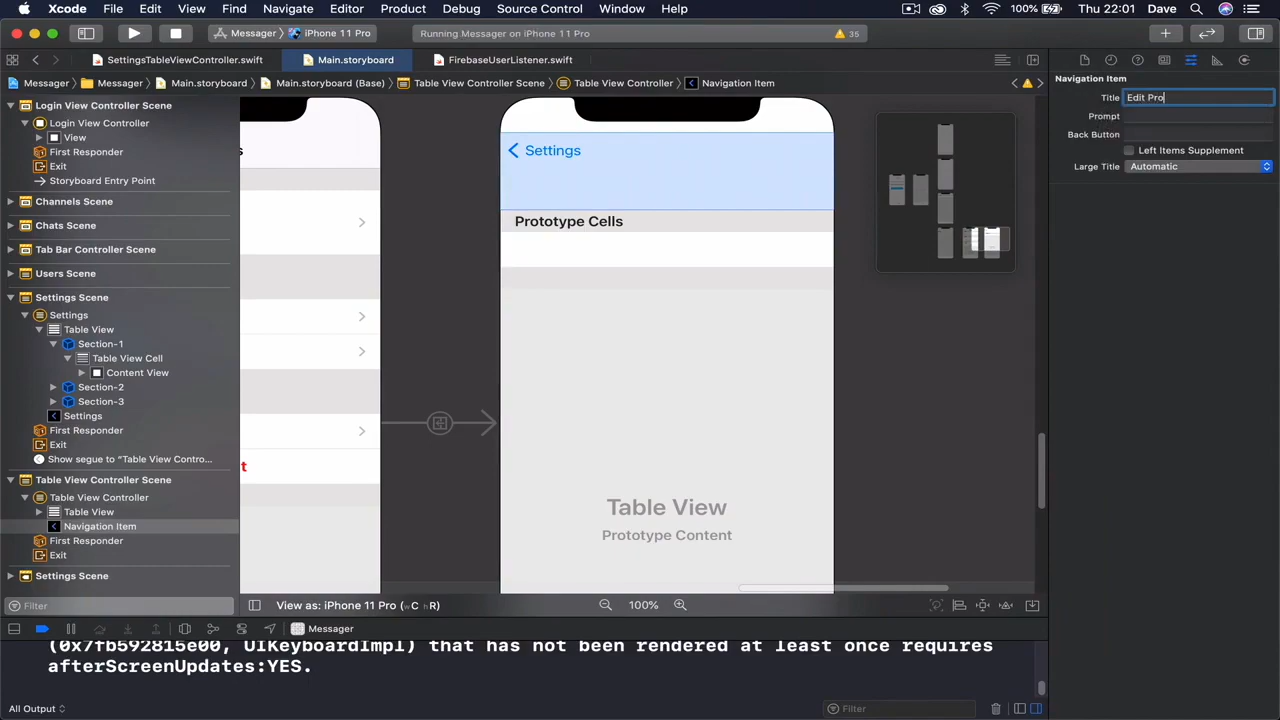 Xcode File Edit View Find Navigate Editor Product Debug Source Control Window Help 100% Thu 22:01 Dave
Messager iPhone 11 Pro Running Messager on iPhone 11 Pro 35
SettingsTableViewController.swift Main.storyboard FirebaseUserListener.swift
Messager Messager Main.storyboard Main.storyboard (Base) Table View Controller Scene Table View Controller Navigation Item
Login View Controller Scene
Login View Controller
View
First Responder
Exit
Storyboard Entry Point
Channels Scene
Chats Scene
Tab Bar Controller Scene
Users Scene
Settings Scene
Settings
Table View
Section-1
Table View Cell
Content View
Section-2
Section-3
Settings
First Responder
Exit
Show segue to “Table View Contro...
Table View Controller Scene
Table View Controller
Table View
Navigation Item
First Responder
Exit
Settings Scene
Filter
s
t
Settings
Prototype Cells
Table View
Prototype Content
View as: iPhone 11 Pro (wC hR) 100%
Navigation Item
Title Edit Pro
Prompt
Back Button
Left Items Supplement
Large Title Automatic
Messager
(0x7fb592815e00, UIKeyboardImpl) that has not been rendered at least once requires
afterScreenUpdates:YES.
All Output Filter